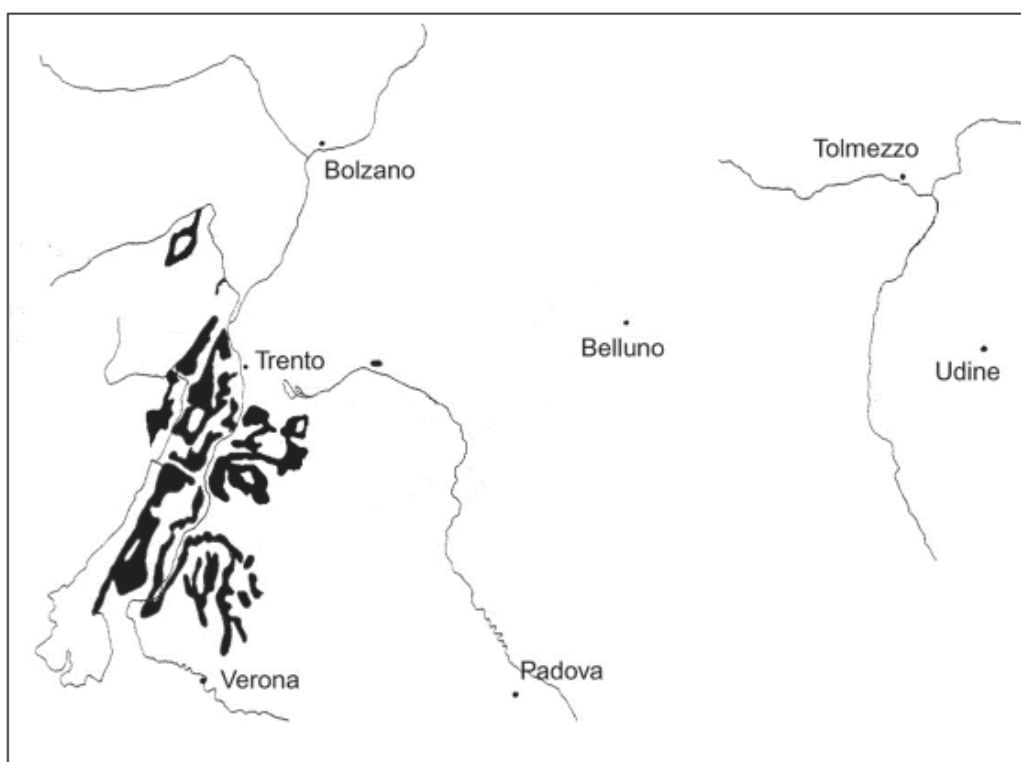 Tolmezzo
Bolzano
Belluno
Trento
Udine
Padova
Verona